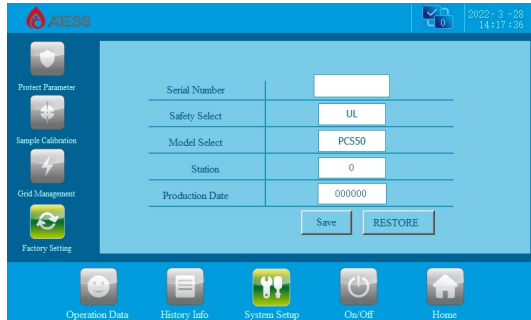 ATESS
0
2022-3-28
14:17:36
Protect Parameter
Sample Calibration
Grid Management
Factory Setting
Serial Number
Safety Select UL
Model Select PCS50
Station 0
Production Date 000000
Save RESTORE
Operation Data History Info System Setup On/Off Home